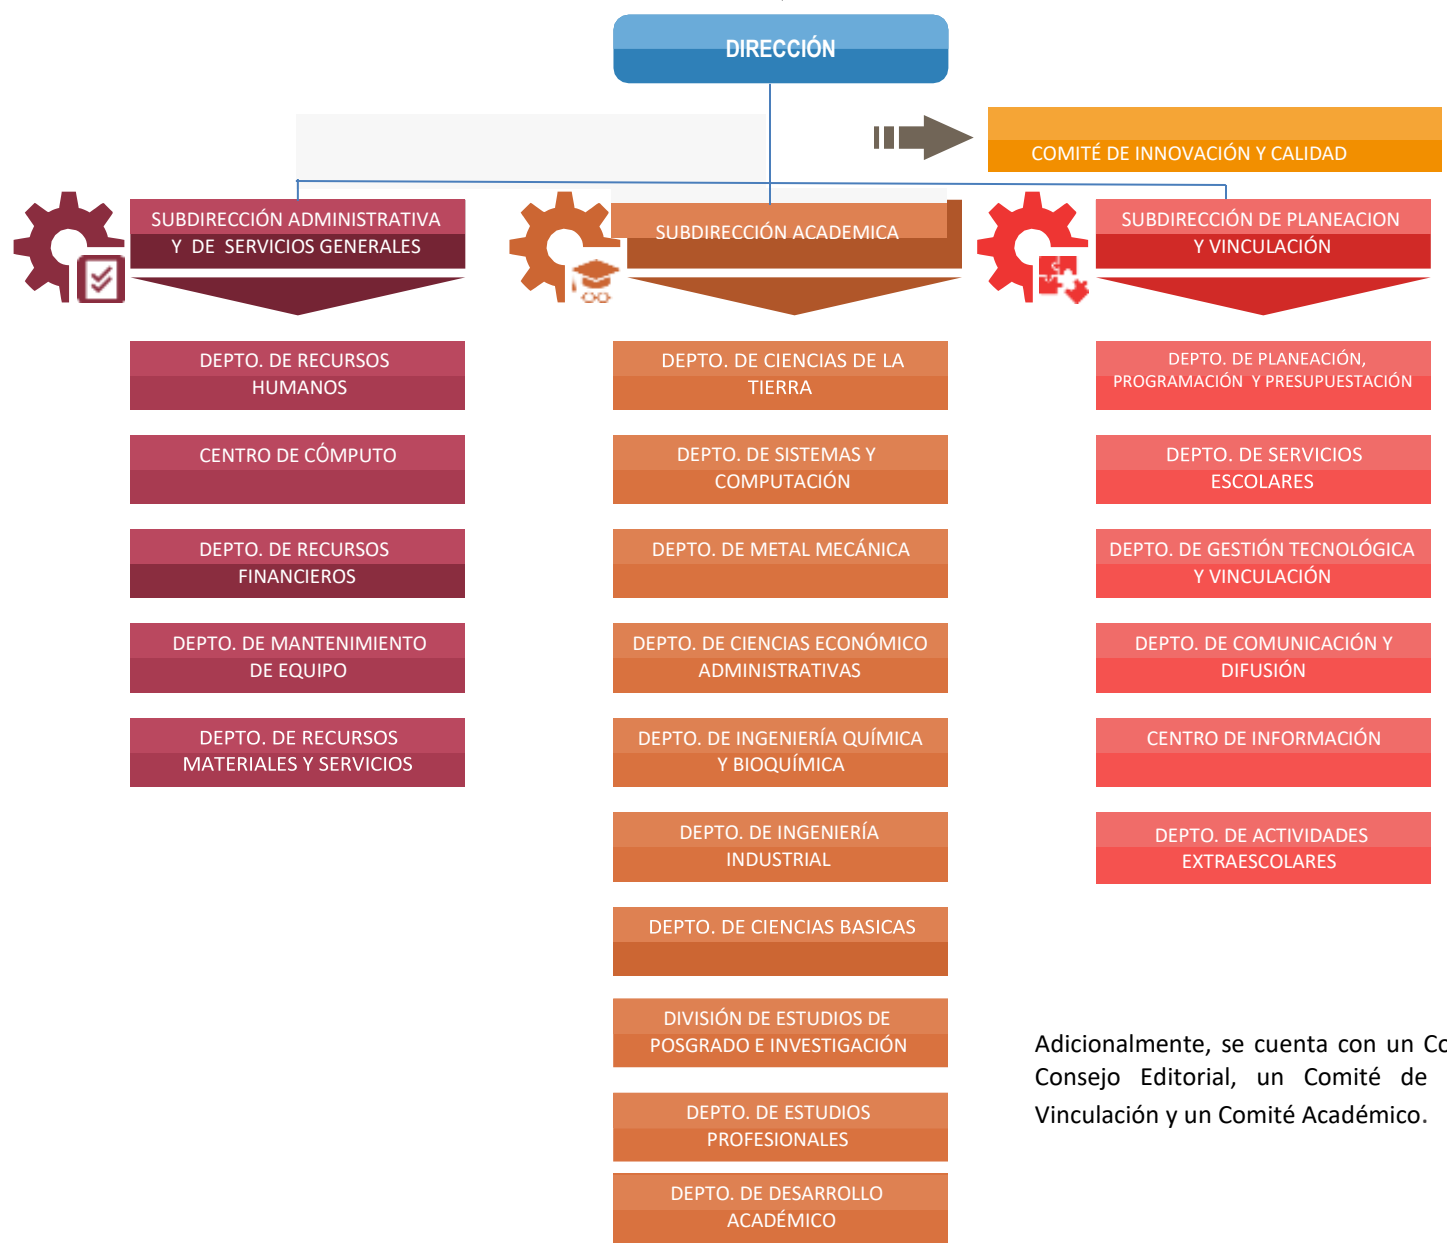 DIRECCIÓN
COMITÉ DE INNOVACIÓN Y CALIDAD
SUBDIRECCIÓN ADMINISTRATIVA
Y DE SERVICIOS GENERALES
DEPTO. DE RECURSOS
HUMANOS
CENTRO DE CÓMPUTO
DEPTO. DE RECURSOS
FINANCIEROS
DEPTO. DE MANTENIMIENTO
DE EQUIPO
DEPTO. DE RECURSOS
MATERIALES Y SERVICIOS
SUBDIRECCIÓN ACADEMICA
DEPTO. DE CIENCIAS DE LA
TIERRA
DEPTO. DE SISTEMAS Y
COMPUTACIÓN
DEPTO. DE METAL MECÁNICA
DEPTO. DE CIENCIAS ECONÓMICO
ADMINISTRATIVAS
DEPTO. DE INGENIERÍA QUÍMICA
Y BIOQUÍMICA
DEPTO. DE INGENIERÍA
INDUSTRIAL
DEPTO. DE CIENCIAS BASICAS
DIVISIÓN DE ESTUDIOS DE
POSGRADO E INVESTIGACIÓN
DEPTO. DE ESTUDIOS
PROFESIONALES
DEPTO. DE DESARROLLO
ACADÉMICO
SUBDIRECCIÓN DE PLANEACION
Y VINCULACIÓN
DEPTO. DE PLANEACIÓN,
PROGRAMACIÓN Y PRESUPUESTACIÓN
DEPTO. DE SERVICIOS
ESCOLARES
DEPTO. DE GESTIÓN TECNOLÓGICA
Y VINCULACIÓN
DEPTO. DE COMUNICACIÓN Y
DIFUSIÓN
CENTRO DE INFORMACIÓN
DEPTO. DE ACTIVIDADES
EXTRAESCOLARES
Adicionalmente, se cuenta con un
Consejo Editorial, un Comité de
Vinculación y un Comité Académico.